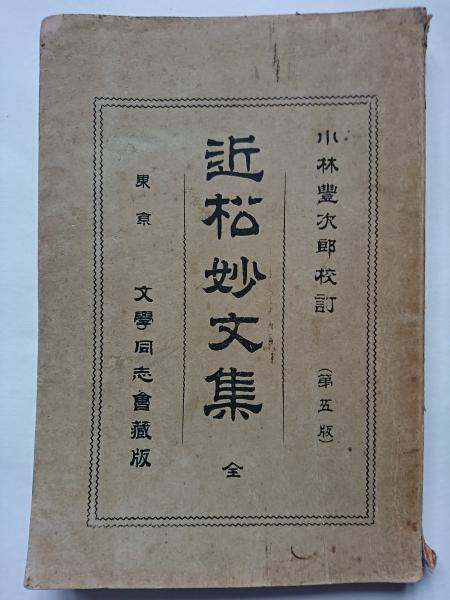 小林豐次郎校訂
（第五版）
近松妙文集 全
東京 文學同志會藏版